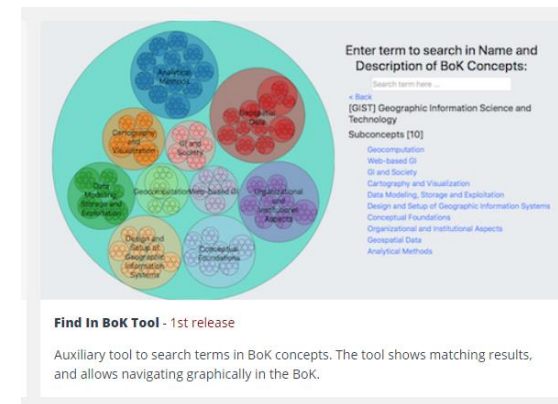 Analytical
Methods
Geospatial
Data
Cartography
and
Visualization
GI and
Society
Data
Modeling,
Storage and
Exploitation
Geocomputation
Web-based GI
Organizational
and
Institutional
Aspects
Design and
Setup of
Geographic
Information
Systems
Conceptual
Foundations
Enter term to search in Name and
Description of BoK Concepts:
Search term here ...
< Back
[GIST] Geographic Information Science and
Technology
Subconcepts [10]
Geocomputation
Web-based GI
GI and Society
Cartography and Visualization
Data Modeling, Storage and Exploitation
Design and Setup of Geographic Information Systems
Conceptual Foundations
Organizational and Institutional Aspects
Geospatial Data
Analytical Methods
Find In BoK Tool - 1st release
Auxiliary tool to search terms in BoK concepts. The tool shows matching results,
and allows navigating graphically in the BoK.